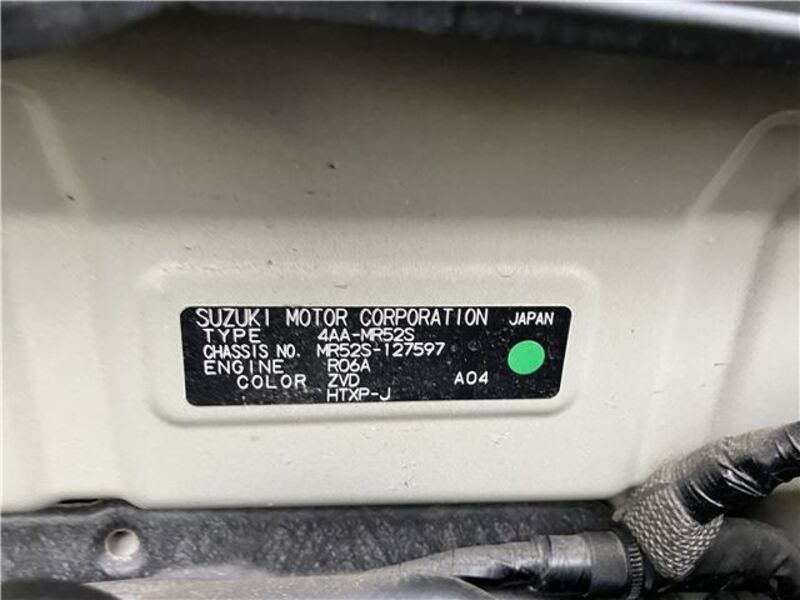 SUZUKI MOTOR CORPORATION JAPAN
TYPE 4AA-MR52S
CHASSIS NO. MR52S-127597
ENGINE R06A
COLOR ZVD A04
HTXP-J